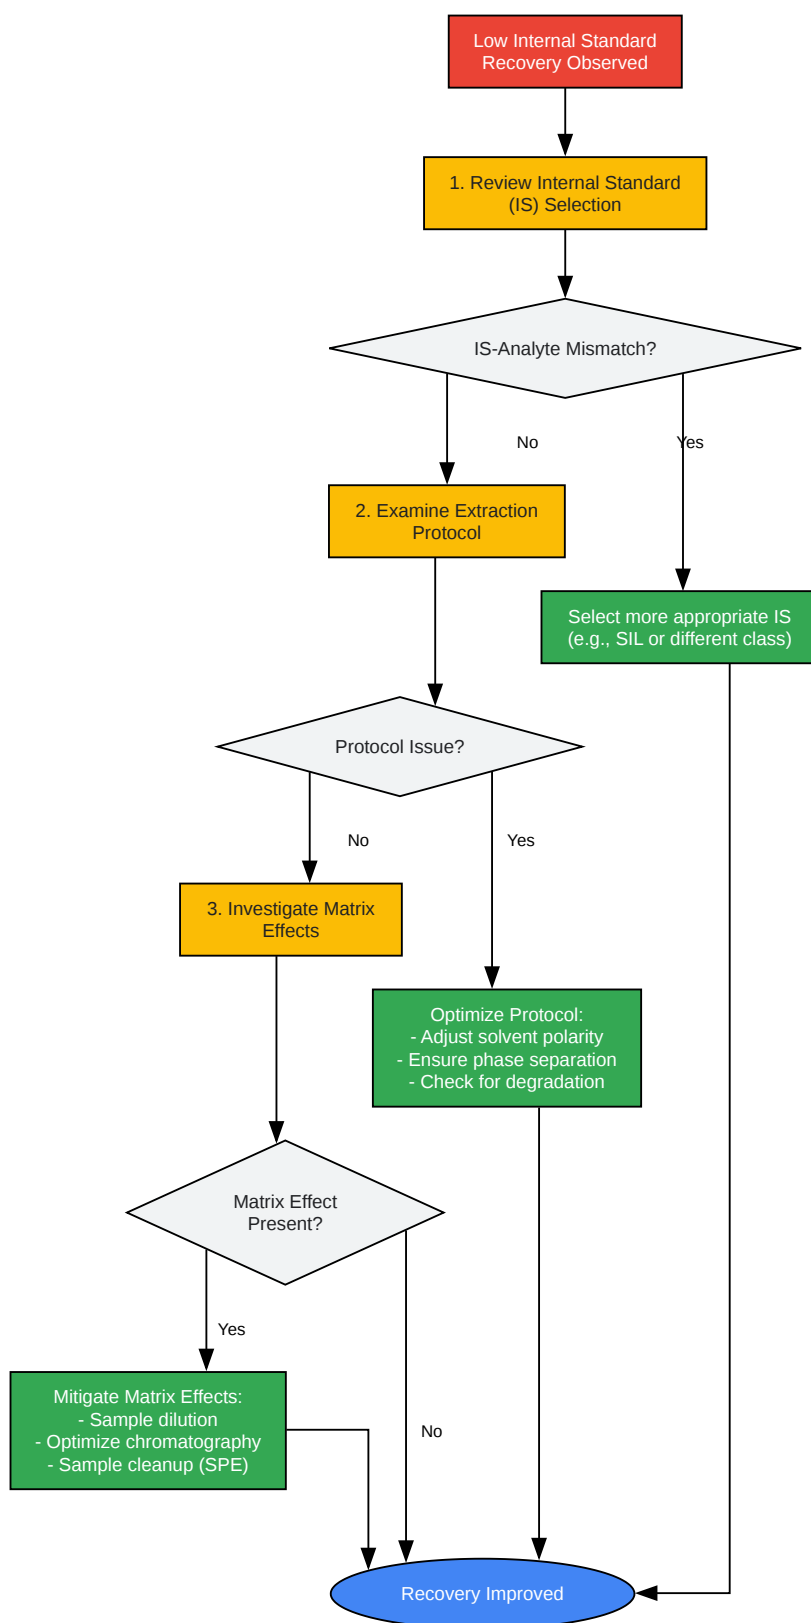 Low Internal Standard
Recovery Observed
1. Review Internal Standard
(IS) Selection
IS-Analyte Mismatch?
No
Yes
2. Examine Extraction
Protocol
Select more appropriate IS
(e.g., SIL or different class)
Protocol Issue?
No
Yes
3. Investigate Matrix
Effects
Optimize Protocol:
- Adjust solvent polarity
- Ensure phase separation
- Check for degradation
Matrix Effect
Present?
Yes
No
Mitigate Matrix Effects:
- Sample dilution
- Optimize chromatography
- Sample cleanup (SPE)
Recovery Improved